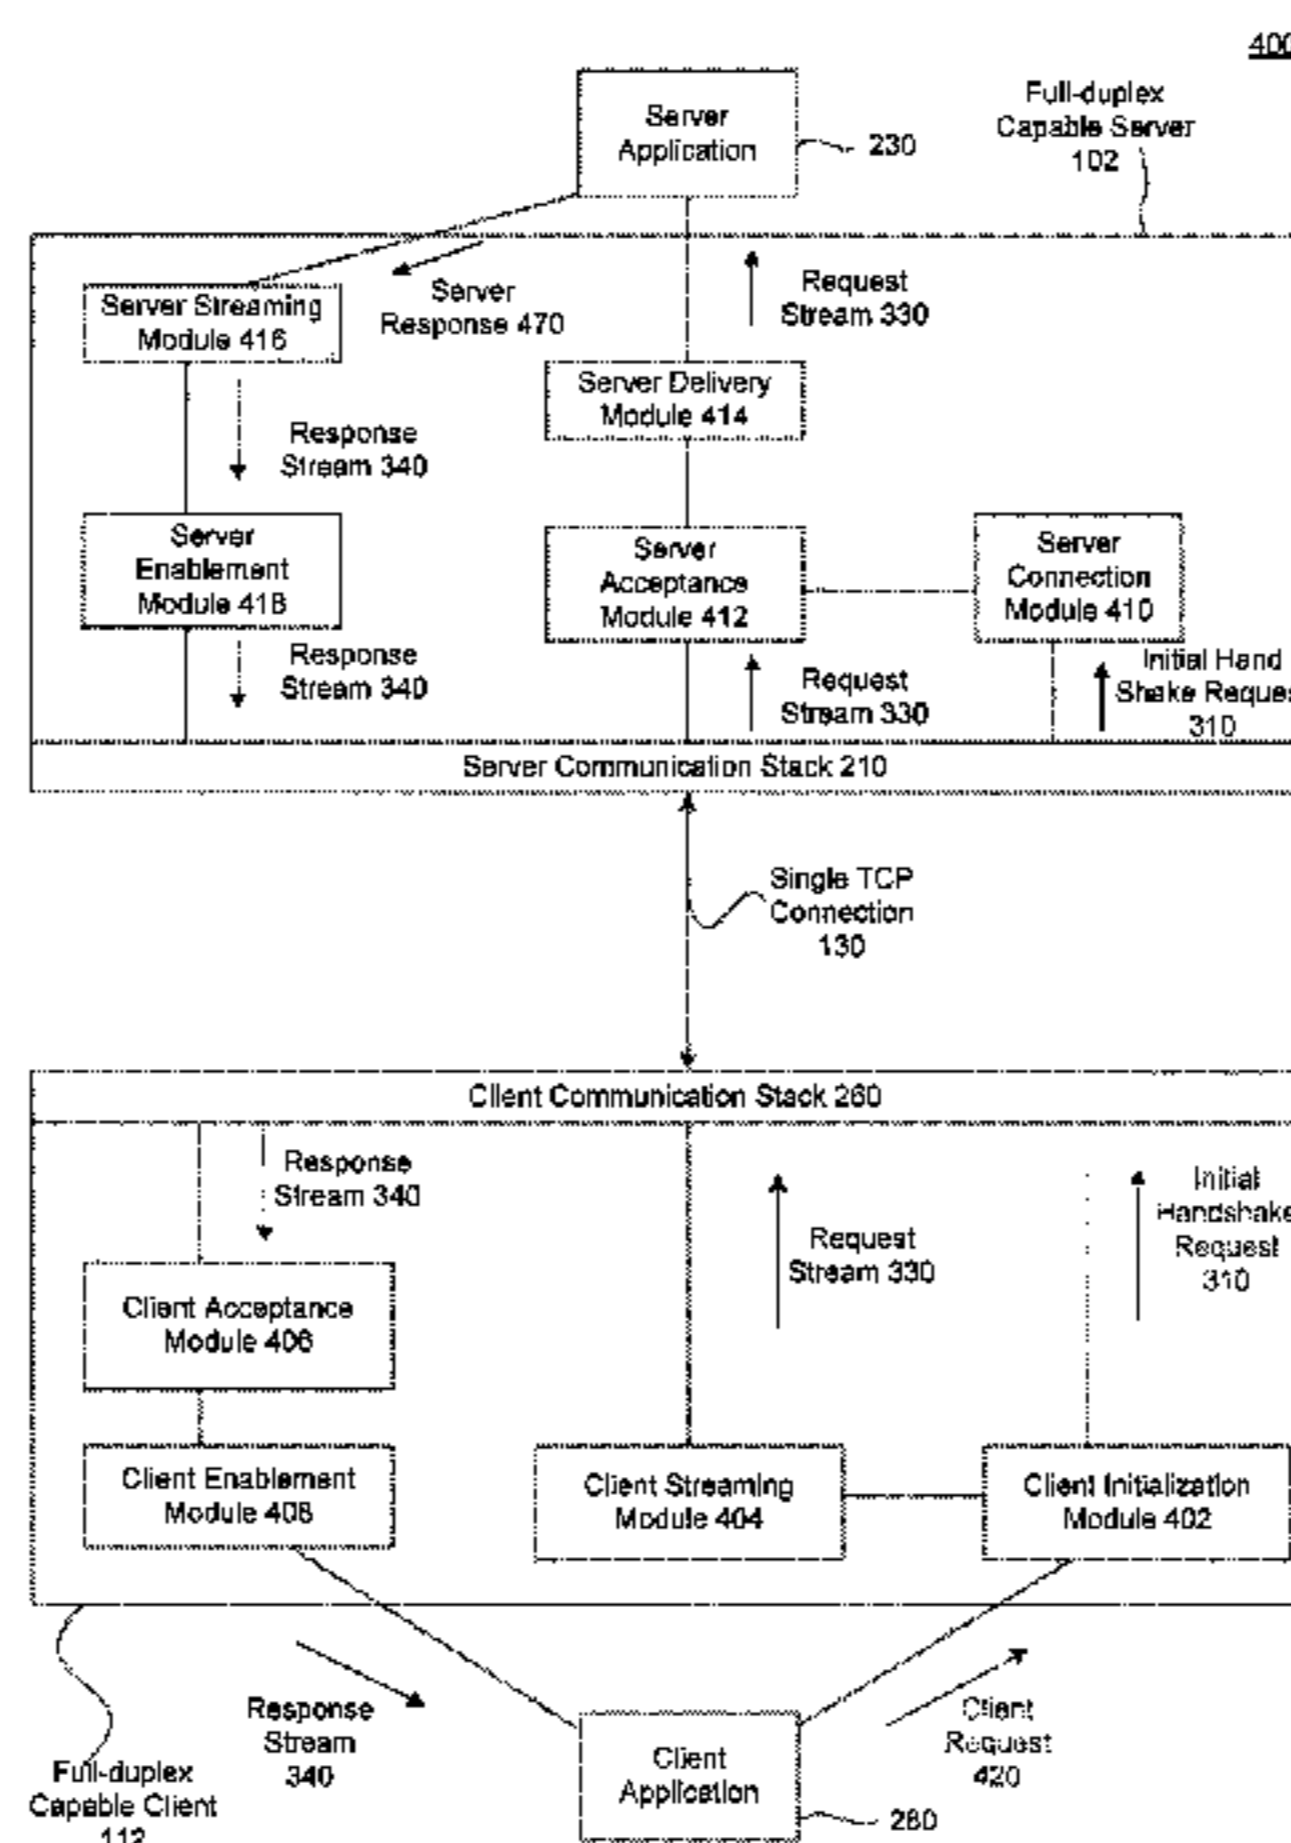 400
Server
Application
230
Full-duplex
Capable Server
102
Server Streaming
Module 416
Server
Response 470
Request
Stream 330
Server Delivery
Module 414
Response
Stream 340
Server
Enablement
Module 418
Server
Acceptance
Module 412
Server
Connection
Module 410
Response
Stream 340
Request
Stream 330
Initial Hand
Shake Reques
310
Server Communication Stack 210
Single TCP
Connection
130
Client Communication Stack 260
Response
Stream 340
Request
Stream 330
Initial
Handshake
Request
310
Client Acceptance
Module 406
Client Enablement
Module 408
Client Streaming
Module 404
Client Initialization
Module 402
Response
Stream
340
Client
Request
420
Full-duplex
Capable Client
112
Client
Application
280